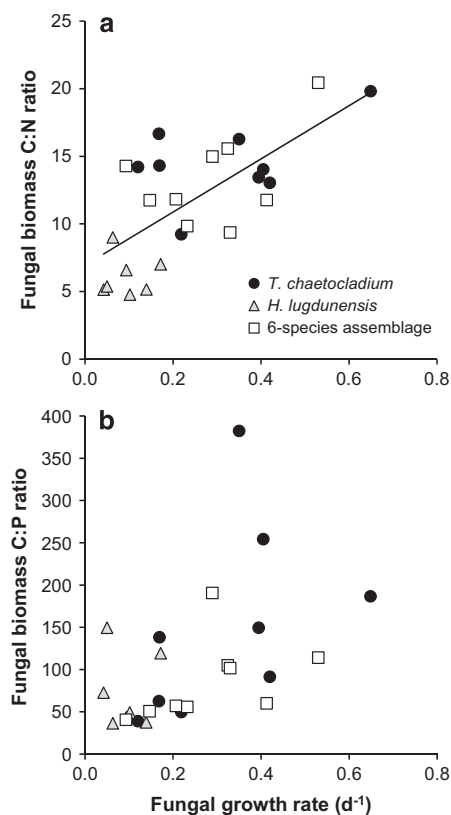 a
25
20
15
10
5
0
Fungal biomass C:N ratio
T. chaetocladium
H. lugdunensis
6-species assemblage
0.0 0.2 0.4 0.6 0.8
b
400
350
300
250
200
150
100
50
0
Fungal biomass C:P ratio
0.0 0.2 0.4 0.6 0.8
Fungal growth rate (d-1)